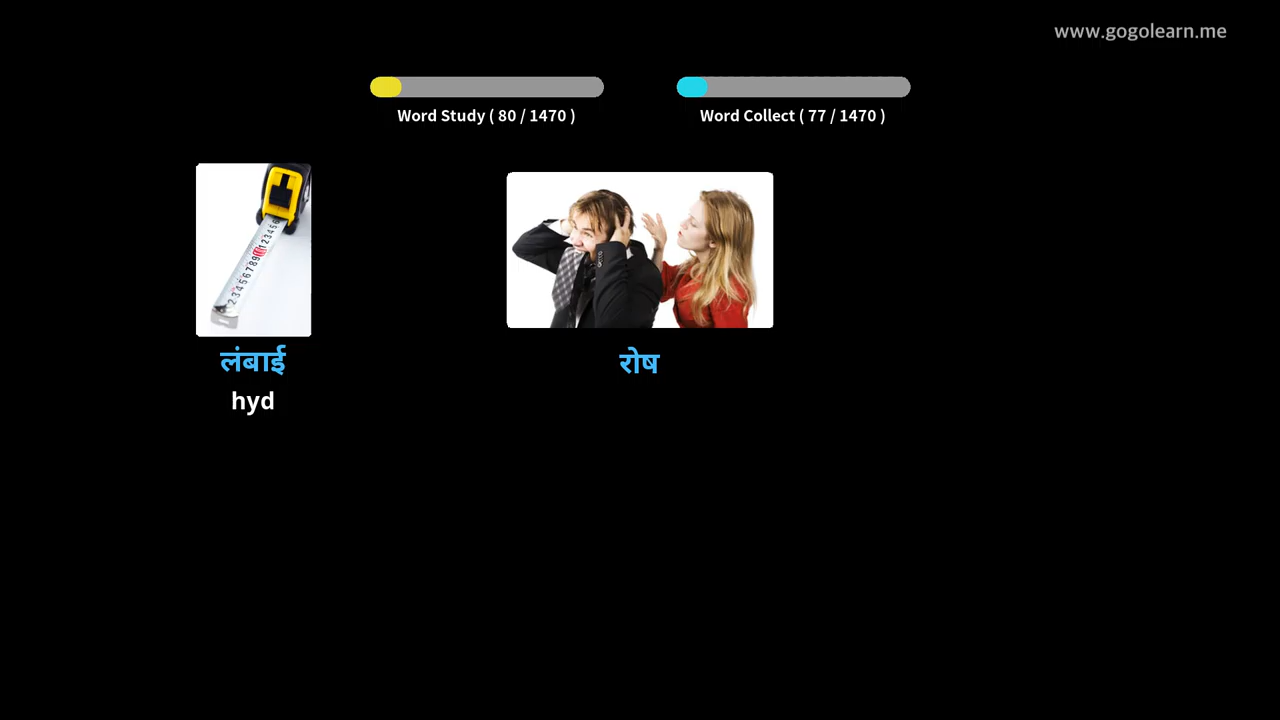 www.gogolearn.me
Word Study ( 80 / 1470 )
Word Collect ( 77 / 1470 )
लंबाई
hyd
रोष